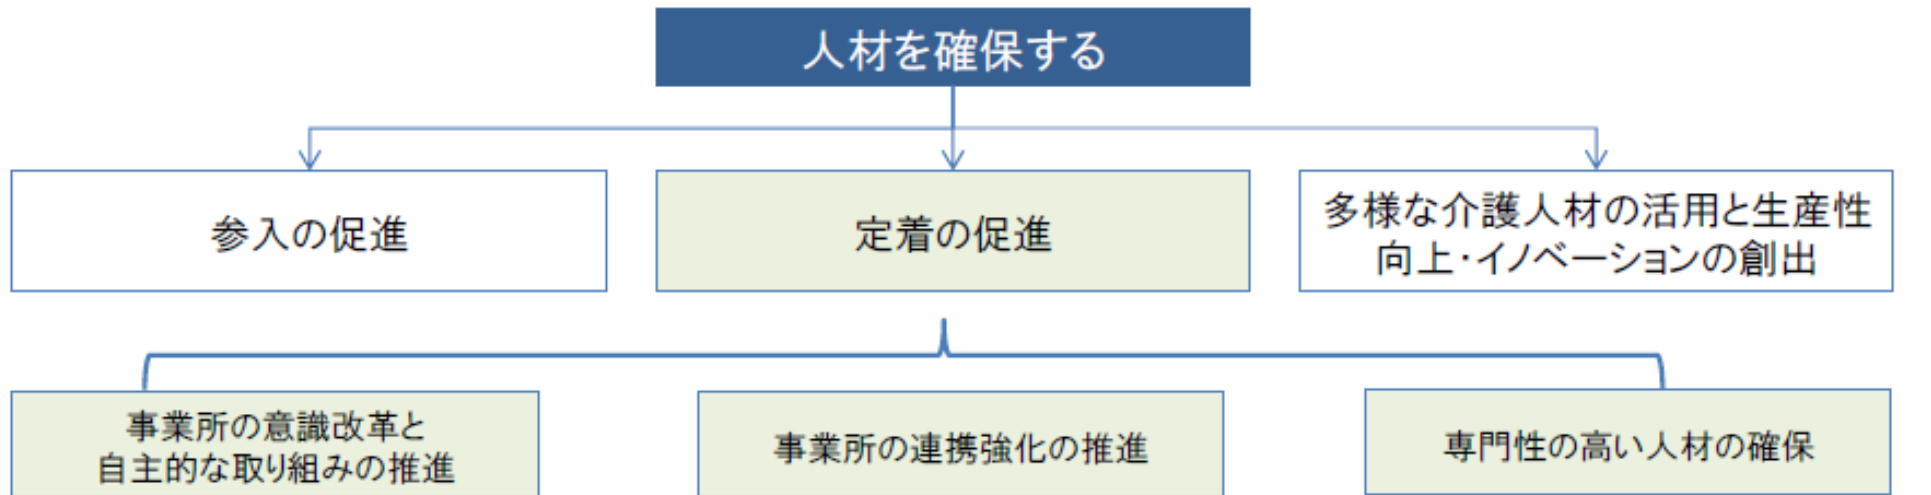 人材を確保する
参入の促進
定着の促進
多様な介護人材の活用と生産性
向上・イノベーションの創出
事業所の意識改革と
自主的な取り組みの推進
事業所の連携強化の推進
専門性の高い人材の確保